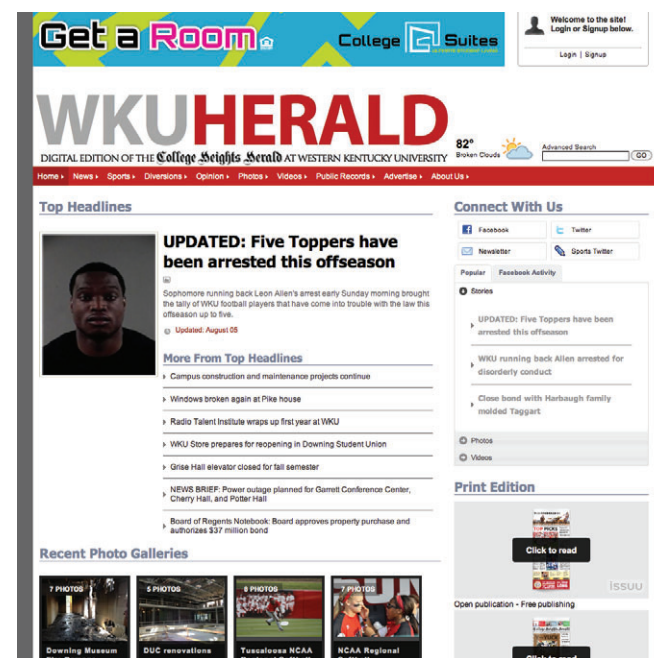 Get a Room
College Suites
Welcome to the site!
Login or Signup below.
Login | Signup
WKUHERALD
DIGITAL EDITION OF THE College Heights Herald AT WESTERN KENTUCKY UNIVERSITY
82°
Broken Clouds
Advanced Search
GO
Home News Sports Diversions Opinion Photos Videos Public Records Advertise About Us
Top Headlines
UPDATED: Five Toppers have
been arrested this offseason
Sophomore running back Leon Allen's arrest early Sunday morning brought
the tally of WKU football players that have come into trouble with the law this
offseason up to five.
Updated: August 05
More From Top Headlines
Campus construction and maintenance projects continue
Windows broken again at Pike house
Radio Talent Institute wraps up first year at WKU
WKU Store prepares for reopening in Downing Student Union
Grise Hall elevator closed for fall semester
NEWS BRIEF: Power outage planned for Garrett Conference Center,
Cherry Hall, and Potter Hall
Board of Regents Notebook: Board approves property purchase and
authorizes $37 million bond
Connect With Us
Facebook
Twitter
Newsletter
Sports Twitter
Popular Facebook Activity
Stories
UPDATED: Five Toppers have been
arrested this offseason
WKU running back Allen arrested for
disorderly conduct
Close bond with Harbaugh family
molded Taggart
Photos
Videos
Print Edition
Click to read
issuu
Open publication - Free publishing
Click to read
Recent Photo Galleries
7 PHOTOS
Downing Museum
5 PHOTOS
DUC renovations
8 PHOTOS
Tuscaloosa NCAA
7 PHOTOS
NCAA Regional